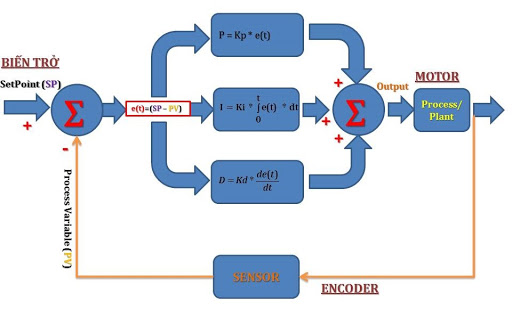 BIẾN TRỞ
SetPoint (SP)
+
-
Σ
e(t)=(SP – PV)
P = Kp * e(t)
I = Ki * ∫e(t) * dt
t
0
D = Kd * de(t)/dt
+
+
+
Σ
Output
MOTOR
Process/
Plant
Process Variable (PV)
SENSOR
ENCODER